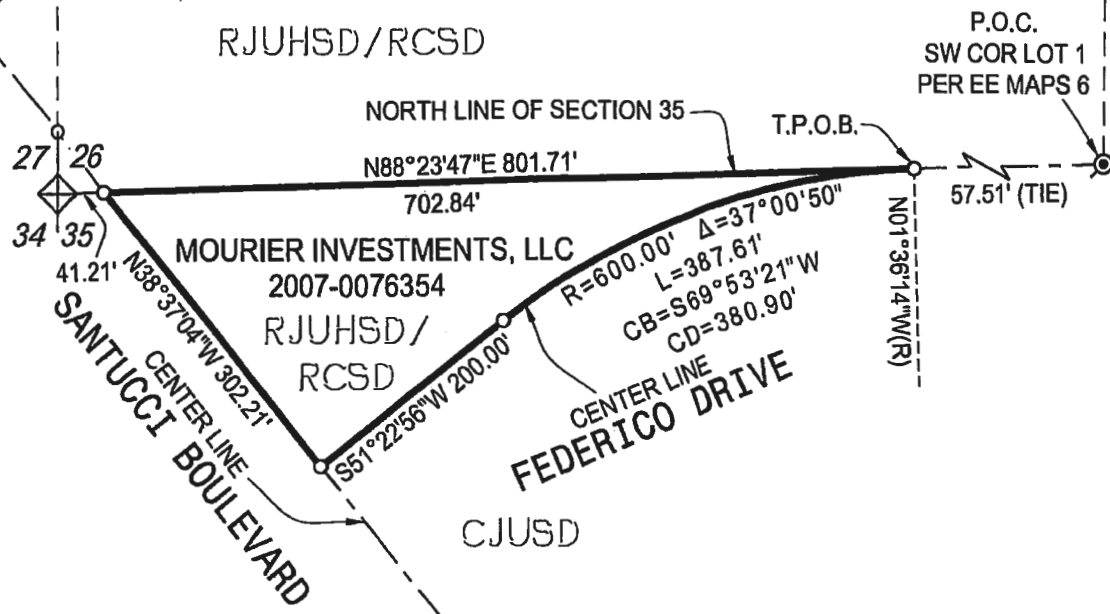 RJUHSD/RCSD
P.O.C.
SW COR LOT 1
PER EE MAPS 6
NORTH LINE OF SECTION 35
T.P.O.B.
27 26
34 35
N88°23'47"E 801.71'
702.84'
57.51' (TIE)
41.21'
MOURIER INVESTMENTS, LLC
2007-0076354
RJUHSD/
RCSD
R=600.00' Δ=37°00'50"
L=387.61'
CB=S69°53'21"W
CD=380.90'
N01°36'14"W(R)
N38°37'04"W 302.21'
S51°22'56"W 200.00'
CENTER LINE
SANTUCCI BOULEVARD
CENTER LINE
FEDERICO DRIVE
CJUSD